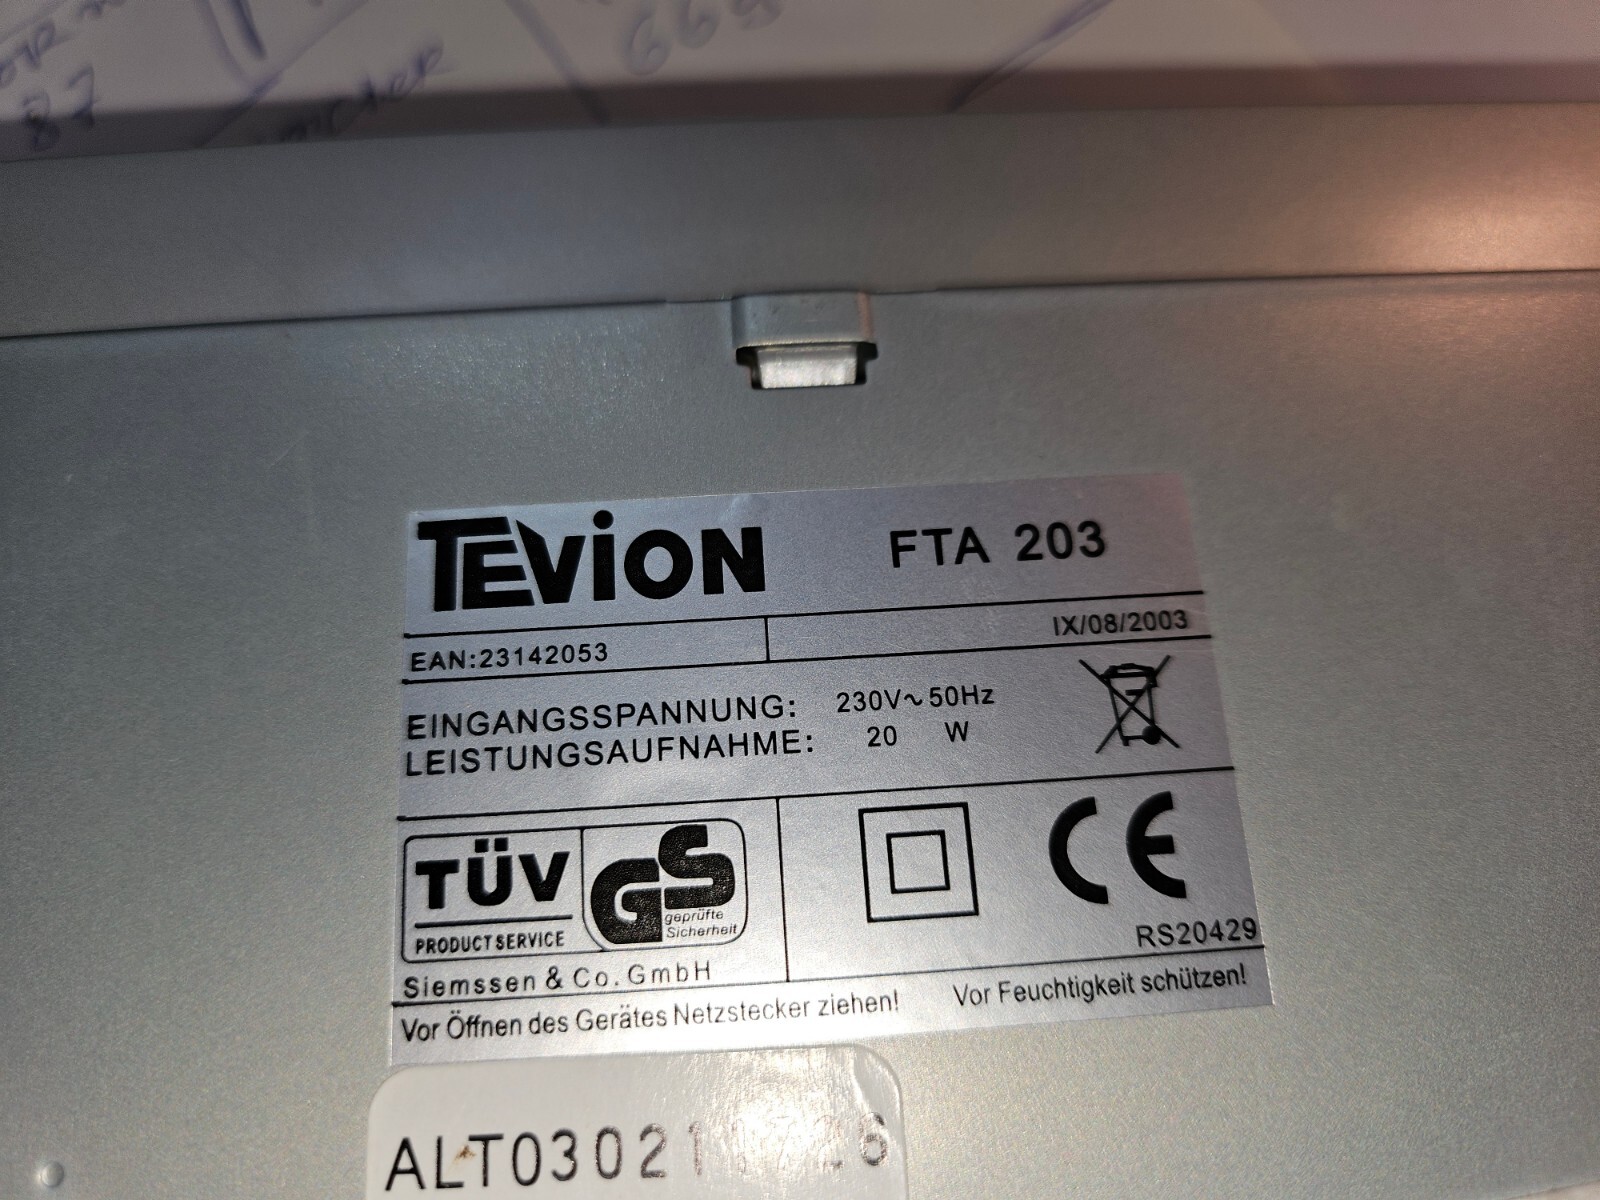 87
669
TEViON FTA 203
IX/08/2003
EAN:23142053
EINGANGSSPANNUNG: 230V~50Hz
LEISTUNGSAUFNAHME: 20 W
TÜV
PRODUCT SERVICE
GS
geprüfte
Sicherheit
CE
RS20429
Siemssen & Co. GmbH
Vor Öffnen des Gerätes Netzstecker ziehen! Vor Feuchtigkeit schützen!